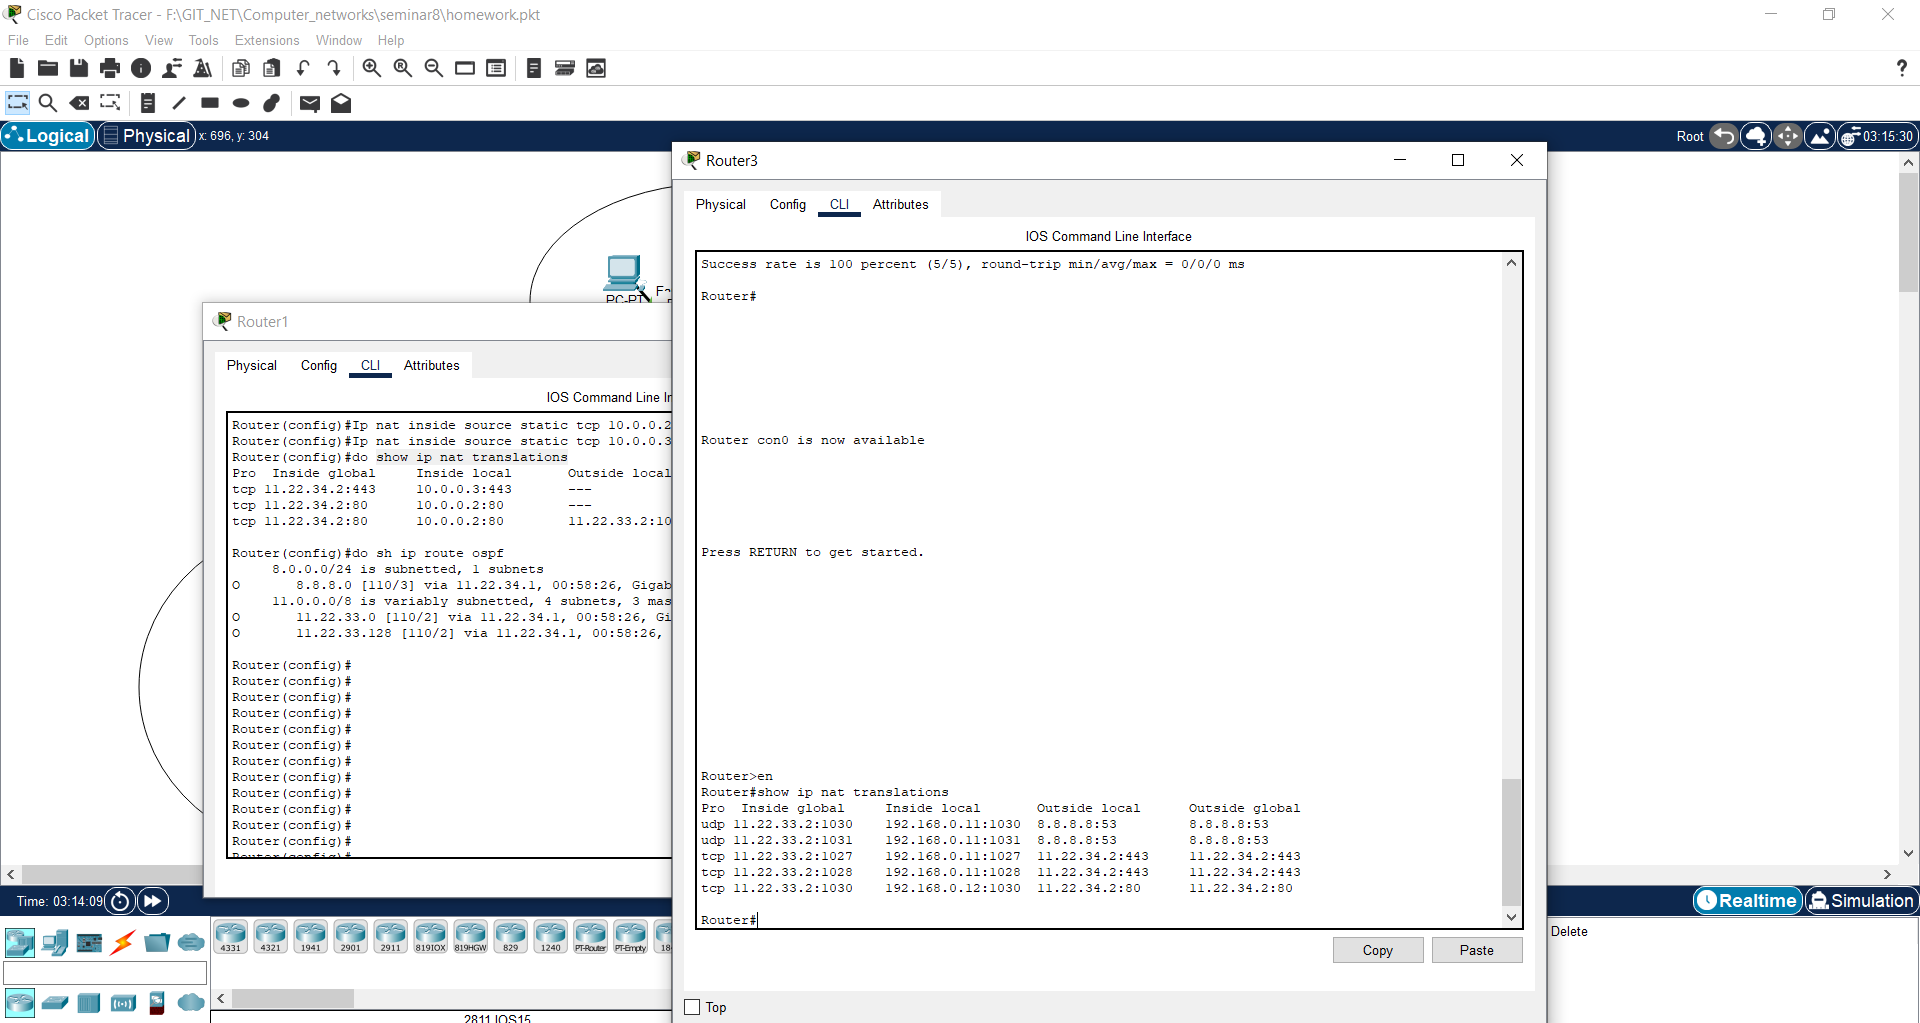 Cisco Packet Tracer - F:\GIT_NET\Computer_networks\seminar8\homework.pkt
File Edit Options View Tools Extensions Window Help
Logical Physical x: 696, y: 304
Root 03:15:30
PC-PT
Router1
Physical Config CLI Attributes
IOS Command Line
Router(config)#Ip nat inside source static tcp 10.0.0.2
Router(config)#Ip nat inside source static tcp 10.0.0.3
Router(config)#do show ip nat translations
Pro Inside global Inside local Outside local
tcp 11.22.34.2:443 10.0.0.3:443 ---
tcp 11.22.34.2:80 10.0.0.2:80 ---
tcp 11.22.34.2:80 10.0.0.2:80 11.22.33.2:10
Router(config)#do sh ip route ospf
8.0.0.0/24 is subnetted, 1 subnets
O 8.8.8.0 [110/3] via 11.22.34.1, 00:58:26, Gigab
11.0.0.0/8 is variably subnetted, 4 subnets, 3 mas
O 11.22.33.0 [110/2] via 11.22.34.1, 00:58:26, Gi
O 11.22.33.128 [110/2] via 11.22.34.1, 00:58:26,
Router(config)#
Router(config)#
Router(config)#
Router(config)#
Router(config)#
Router(config)#
Router(config)#
Router(config)#
Router(config)#
Router(config)#
Router(config)#
Router(config)#
Router(config)#
Router3
Physical Config CLI Attributes
IOS Command Line Interface
Success rate is 100 percent (5/5), round-trip min/avg/max = 0/0/0 ms
Router#
Router con0 is now available
Press RETURN to get started.
Router>en
Router#show ip nat translations
Pro Inside global Inside local Outside local Outside global
udp 11.22.33.2:1030 192.168.0.11:1030 8.8.8.8:53 8.8.8.8:53
udp 11.22.33.2:1031 192.168.0.11:1031 8.8.8.8:53 8.8.8.8:53
tcp 11.22.33.2:1027 192.168.0.11:1027 11.22.34.2:443 11.22.34.2:443
tcp 11.22.33.2:1028 192.168.0.11:1028 11.22.34.2:443 11.22.34.2:443
tcp 11.22.33.2:1030 192.168.0.12:1030 11.22.34.2:80 11.22.34.2:80
Router#
Copy Paste
Top
Time: 03:14:09
Realtime Simulation
4331 4321 1941 2901 2911 819IOX 819HGW 829 1240 PT-Router PT-Empty 18
2811 IOS15
Delete